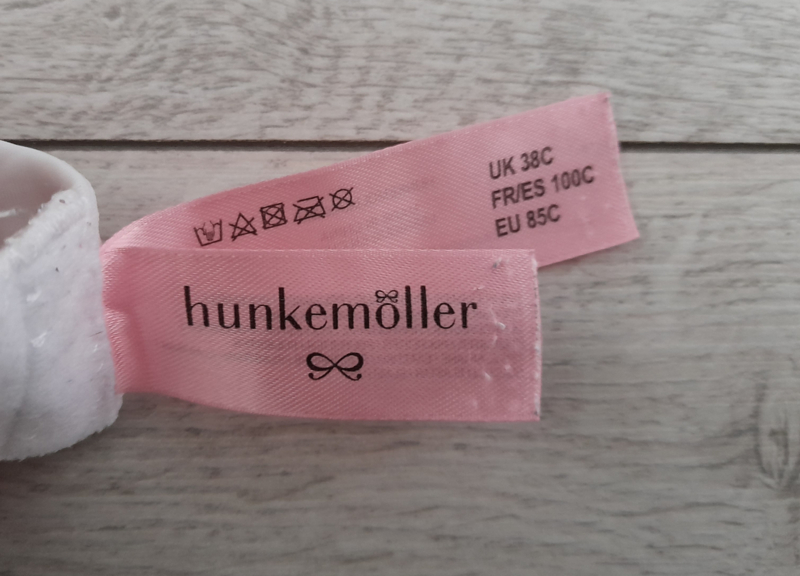 UK 38C
FR/ES 100C
EU 85C
hunkemöller